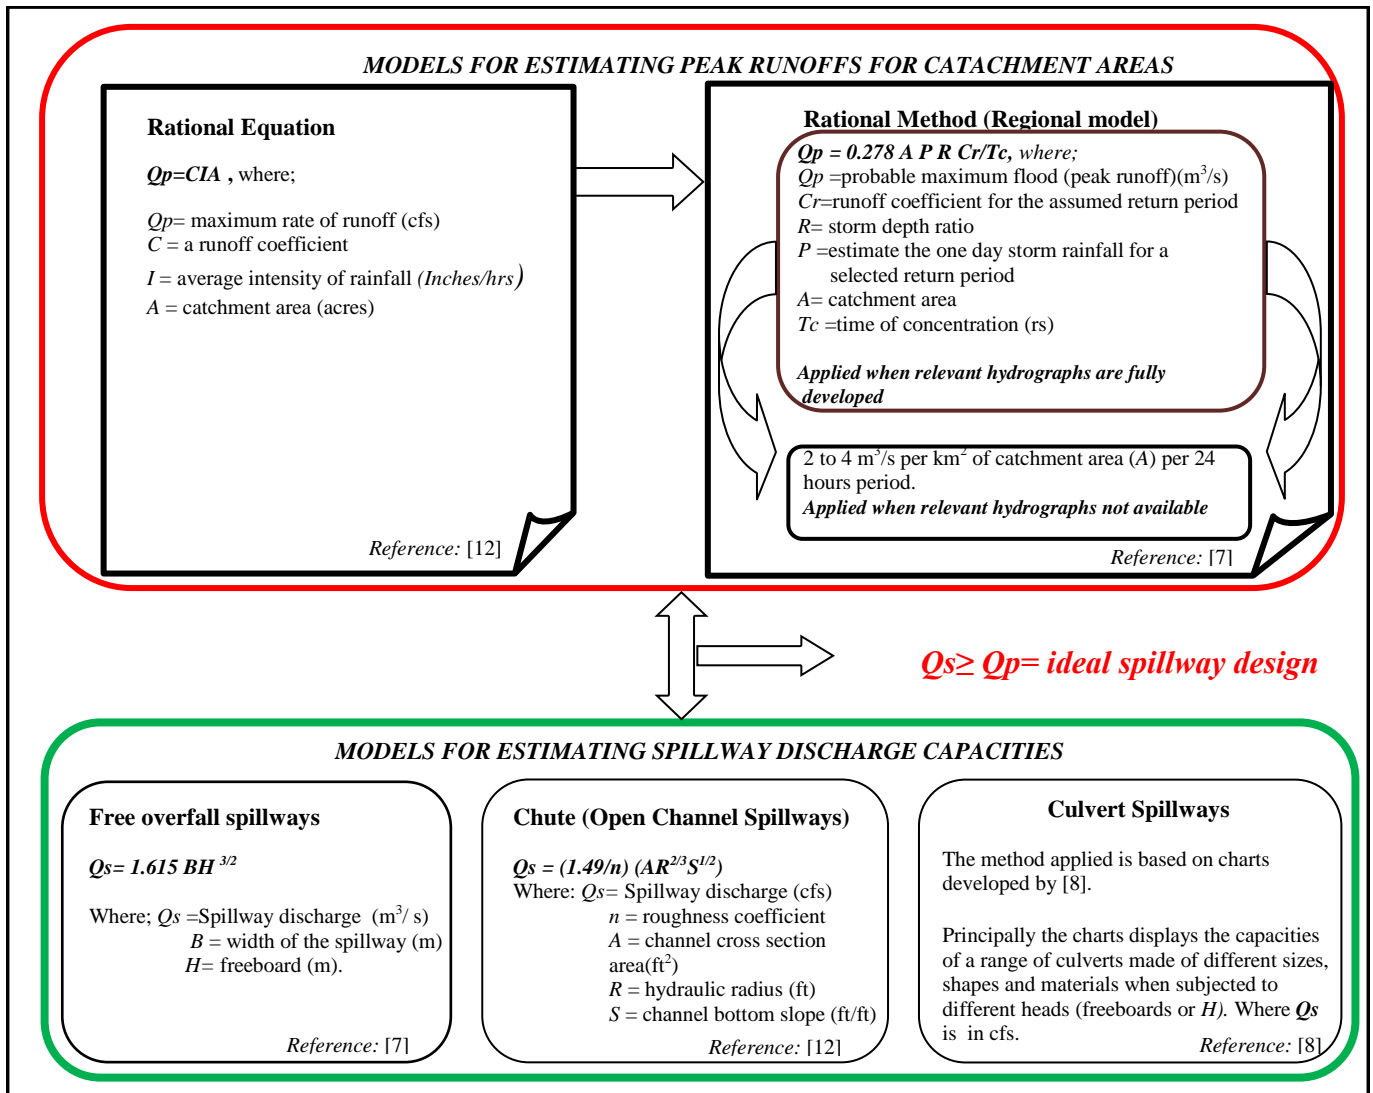 MODELS FOR ESTIMATING PEAK RUNOFFS FOR CATACHMENT AREAS
Rational Equation
Qp=CIA , where;
Qp= maximum rate of runoff (cfs)
C = a runoff coefficient
I = average intensity of rainfall (Inches/hrs)
A = catchment area (acres)
Reference: [12]
Rational Method (Regional model)
Qp = 0.278 A P R Cr/Tc, where;
Qp =probable maximum flood (peak runoff)(m³/s)
Cr=runoff coefficient for the assumed return period
R= storm depth ratio
P =estimate the one day storm rainfall for a
selected return period
A= catchment area
Tc =time of concentration (rs)
Applied when relevant hydrographs are fully
developed
2 to 4 m³/s per km² of catchment area (A) per 24
hours period.
Applied when relevant hydrographs not available
Reference: [7]
Qs≥ Qp= ideal spillway design
MODELS FOR ESTIMATING SPILLWAY DISCHARGE CAPACITIES
Free overfall spillways
Qs= 1.615 BH ³/²
Where; Qs =Spillway discharge (m³/ s)
B = width of the spillway (m)
H= freeboard (m).
Reference: [7]
Chute (Open Channel Spillways)
Qs = (1.49/n) (AR²/³S¹/²)
Where: Qs= Spillway discharge (cfs)
n = roughness coefficient
A = channel cross section
area(ft²)
R = hydraulic radius (ft)
S = channel bottom slope (ft/ft)
Reference: [12]
Culvert Spillways
The method applied is based on charts
developed by [8].
Principally the charts displays the capacities
of a range of culverts made of different sizes,
shapes and materials when subjected to
different heads (freeboards or H). Where Qs
is in cfs.
Reference: [8]